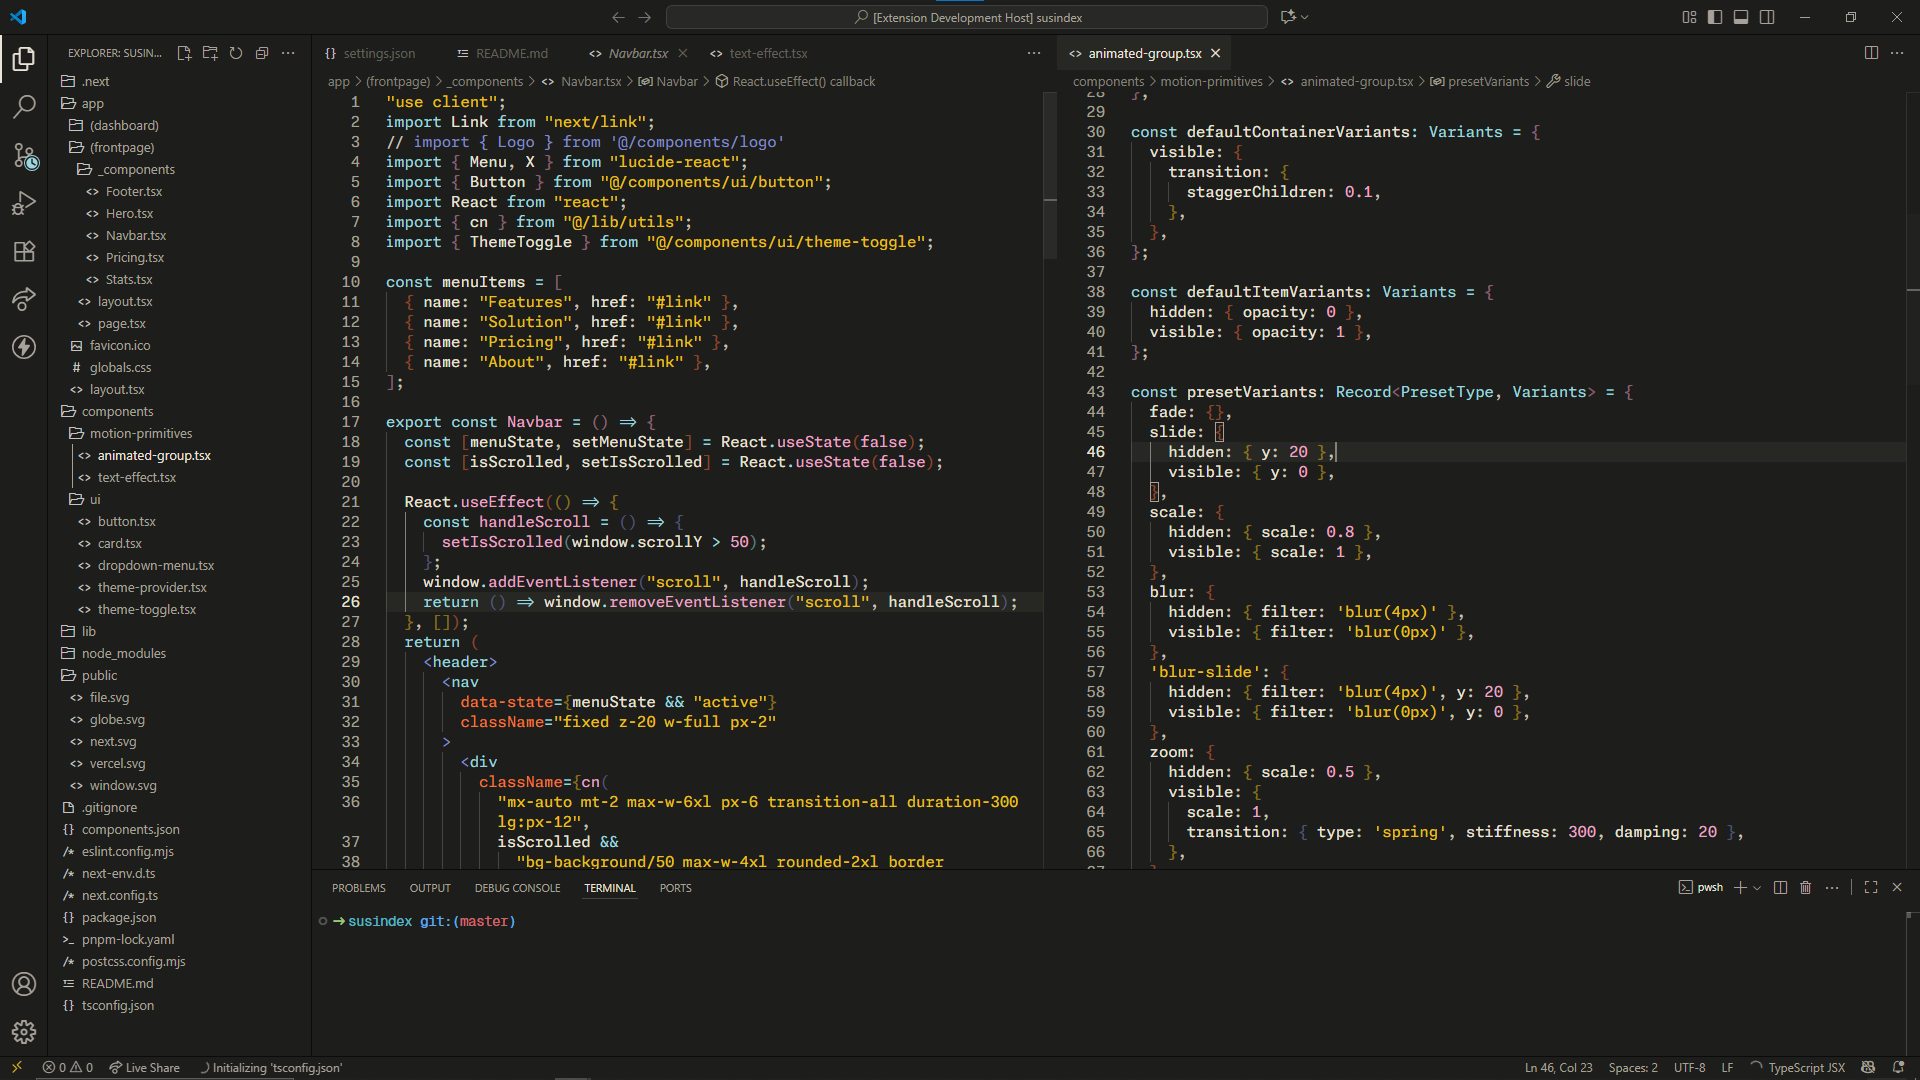 [Extension Development Host] susindex
EXPLORER: SUSIN...
.next
app
(dashboard)
(frontpage)
_components
Footer.tsx
Hero.tsx
Navbar.tsx
Pricing.tsx
Stats.tsx
layout.tsx
page.tsx
favicon.ico
# globals.css
layout.tsx
components
motion-primitives
animated-group.tsx
text-effect.tsx
ui
button.tsx
card.tsx
dropdown-menu.tsx
theme-provider.tsx
theme-toggle.tsx
lib
node_modules
public
file.svg
globe.svg
next.svg
vercel.svg
window.svg
.gitignore
{} components.json
/* eslint.config.mjs
/* next-env.d.ts
/* next.config.ts
{} package.json
>_ pnpm-lock.yaml
/* postcss.config.mjs
README.md
{} tsconfig.json
{} settings.json README.md <> Navbar.tsx <> text-effect.tsx
app > (frontpage) > _components > <> Navbar.tsx > Navbar > React.useEffect() callback
1 "use client";
2 import Link from "next/link";
3 // import { Logo } from '@/components/logo'
4 import { Menu, X } from "lucide-react";
5 import { Button } from "@/components/ui/button";
6 import React from "react";
7 import { cn } from "@/lib/utils";
8 import { ThemeToggle } from "@/components/ui/theme-toggle";
9
10 const menuItems = [
11 { name: "Features", href: "#link" },
12 { name: "Solution", href: "#link" },
13 { name: "Pricing", href: "#link" },
14 { name: "About", href: "#link" },
15 ];
16
17 export const Navbar = () => {
18 const [menuState, setMenuState] = React.useState(false);
19 const [isScrolled, setIsScrolled] = React.useState(false);
20
21 React.useEffect(() => {
22 const handleScroll = () => {
23 setIsScrolled(window.scrollY > 50);
24 };
25 window.addEventListener("scroll", handleScroll);
26 return () => window.removeEventListener("scroll", handleScroll);
27 }, []);
28 return (
29 <header>
30 <nav
31 data-state={menuState && "active"}
32 className="fixed z-20 w-full px-2"
33 >
34 <div
35 className={cn(
36 "mx-auto mt-2 max-w-6xl px-6 transition-all duration-300
lg:px-12",
37 isScrolled &&
38 "bg-background/50 max-w-4xl rounded-2xl border
<> animated-group.tsx
components > motion-primitives > <> animated-group.tsx > presetVariants > slide
28 };
29
30 const defaultContainerVariants: Variants = {
31 visible: {
32 transition: {
33 staggerChildren: 0.1,
34 },
35 },
36 };
37
38 const defaultItemVariants: Variants = {
39 hidden: { opacity: 0 },
40 visible: { opacity: 1 },
41 };
42
43 const presetVariants: Record<PresetType, Variants> = {
44 fade: {},
45 slide: {
46 hidden: { y: 20 },
47 visible: { y: 0 },
48 },
49 scale: {
50 hidden: { scale: 0.8 },
51 visible: { scale: 1 },
52 },
53 blur: {
54 hidden: { filter: 'blur(4px)' },
55 visible: { filter: 'blur(0px)' },
56 },
57 'blur-slide': {
58 hidden: { filter: 'blur(4px)', y: 20 },
59 visible: { filter: 'blur(0px)', y: 0 },
60 },
61 zoom: {
62 hidden: { scale: 0.5 },
63 visible: {
64 scale: 1,
65 transition: { type: 'spring', stiffness: 300, damping: 20 },
66 },
PROBLEMS OUTPUT DEBUG CONSOLE TERMINAL PORTS
pwsh
➜ susindex git:(master)
0 0 Live Share Initializing 'tsconfig.json'
Ln 46, Col 23 Spaces: 2 UTF-8 LF TypeScript JSX